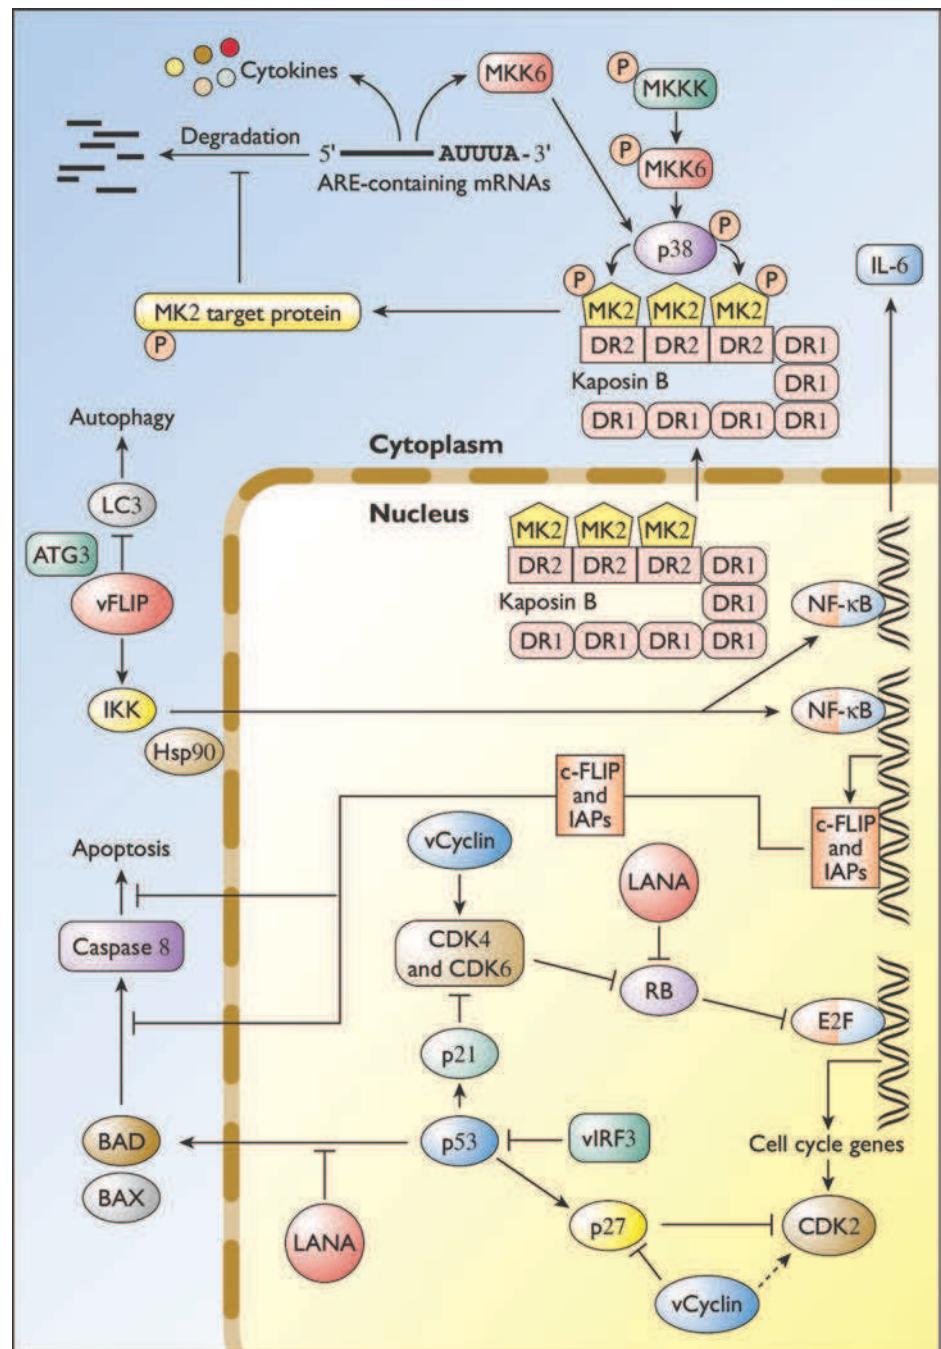 Cytokines
MKK6
P
MKKK
Degradation
5'
AUUUA-3'
ARE-containing mRNAs
P
MKK6
P
p38
IL-6
P
P
MK2
MK2
MK2
MK2 target protein
P
DR2
DR2
DR2
DR1
Kaposin B
DR1
DR1
DR1
DR1
DR1
Autophagy
Cytoplasm
LC3
Nucleus
MK2
MK2
MK2
ATG3
DR2
DR2
DR2
DR1
vFLIP
Kaposin B
DR1
NF-κB
DR1
DR1
DR1
DR1
IKK
NF-κB
Hsp90
c-FLIP
and
IAPs
c-FLIP
and
IAPs
Apoptosis
vCyclin
LANA
Caspase 8
CDK4
and CDK6
RB
E2F
p21
BAD
p53
vIRF3
Cell cycle genes
BAX
LANA
p27
CDK2
vCyclin